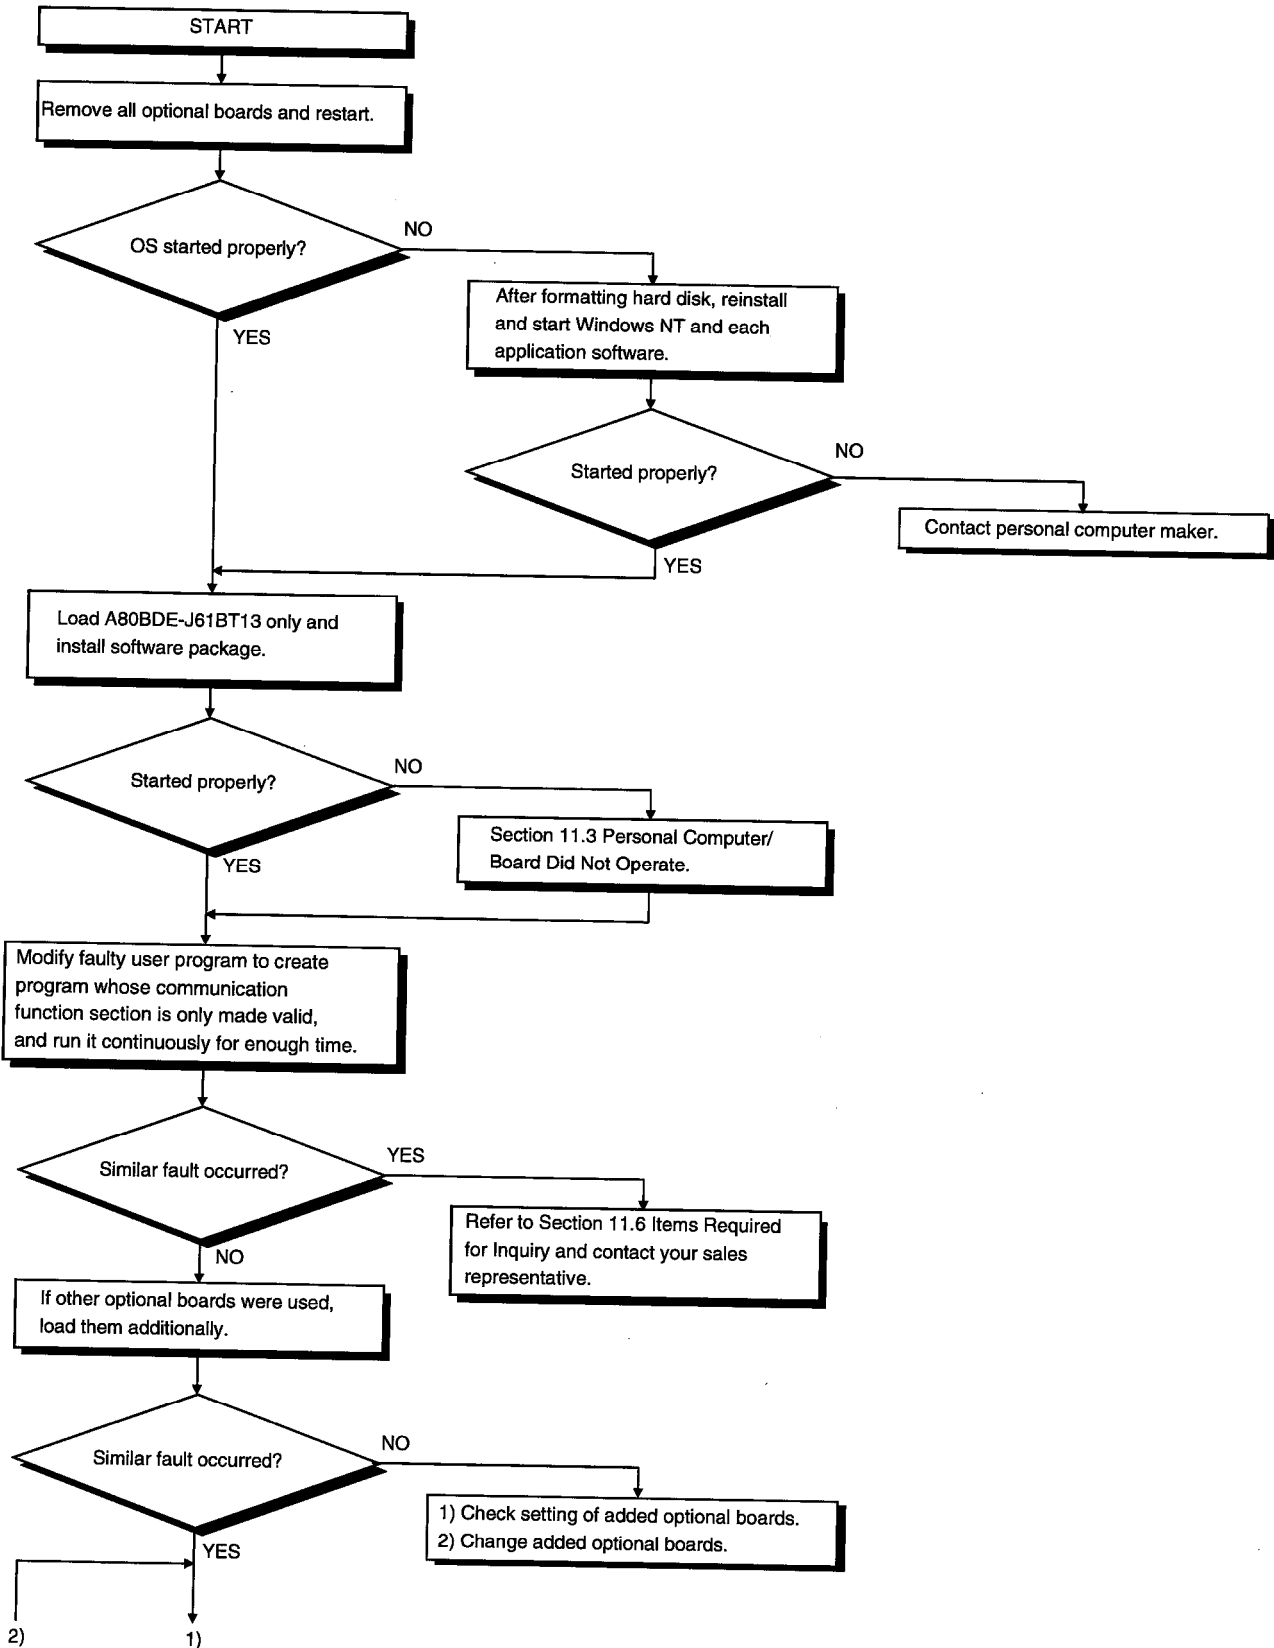 START
Remove all optional boards and restart.
OS started properly?
NO
YES
After formatting hard disk, reinstall
and start Windows NT and each
application software.
Started properly?
NO
YES
Contact personal computer maker.
Load A80BDE-J61BT13 only and
install software package.
Started properly?
NO
YES
Section 11.3 Personal Computer/
Board Did Not Operate.
Modify faulty user program to create
program whose communication
function section is only made valid,
and run it continuously for enough time.
Similar fault occurred?
YES
NO
Refer to Section 11.6 Items Required
for Inquiry and contact your sales
representative.
If other optional boards were used,
load them additionally.
Similar fault occurred?
NO
YES
1) Check setting of added optional boards.
2) Change added optional boards.
2)
1)